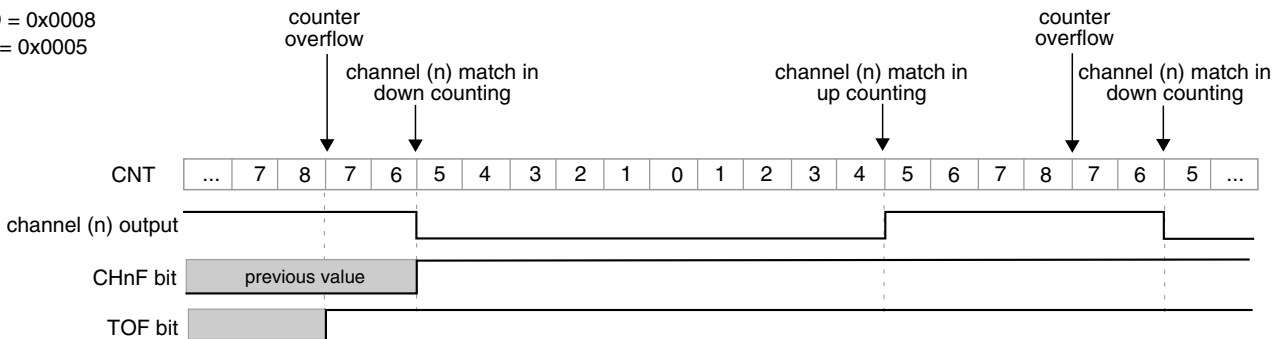 = 0x0008
= 0x0005
counter
overflow
channel (n) match in
down counting
channel (n) match in
up counting
counter
overflow
channel (n) match in
down counting
CNT ... 7 8 7 6 5 4 3 2 1 0 1 2 3 4 5 6 7 8 7 6 5 ...
channel (n) output
CHnF bit previous value
TOF bit